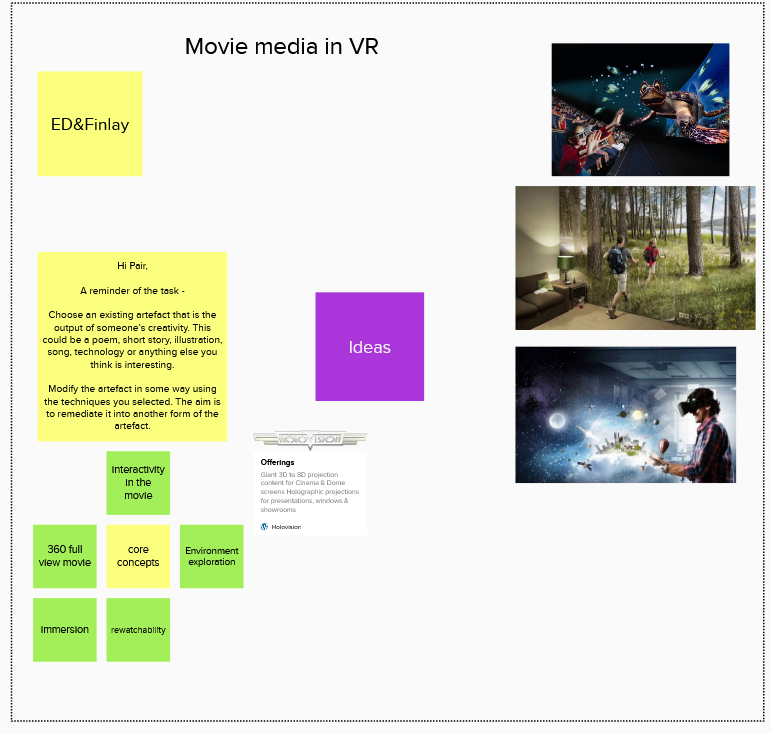 Movie media in VR
ED&Finlay
Hi Pair,
A reminder of the task -
Choose an existing artefact that is the
output of someone's creativity. This
could be a poem, short story, illustration,
song, technology or anything else you
think is interesting.
Modify the artefact in some way using
the techniques you selected. The aim is
to remediate it into another form of the
artefact.
Ideas
HOLOVISION
Offerings
Giant 3D to 8D projection
content for Cinema & Dome
screens Holographic projections
for presentations, windows &
showrooms
Holovision
interactivity
in the
movie
360 full
view movie
core
concepts
Environment
exploration
immersion
rewatchability